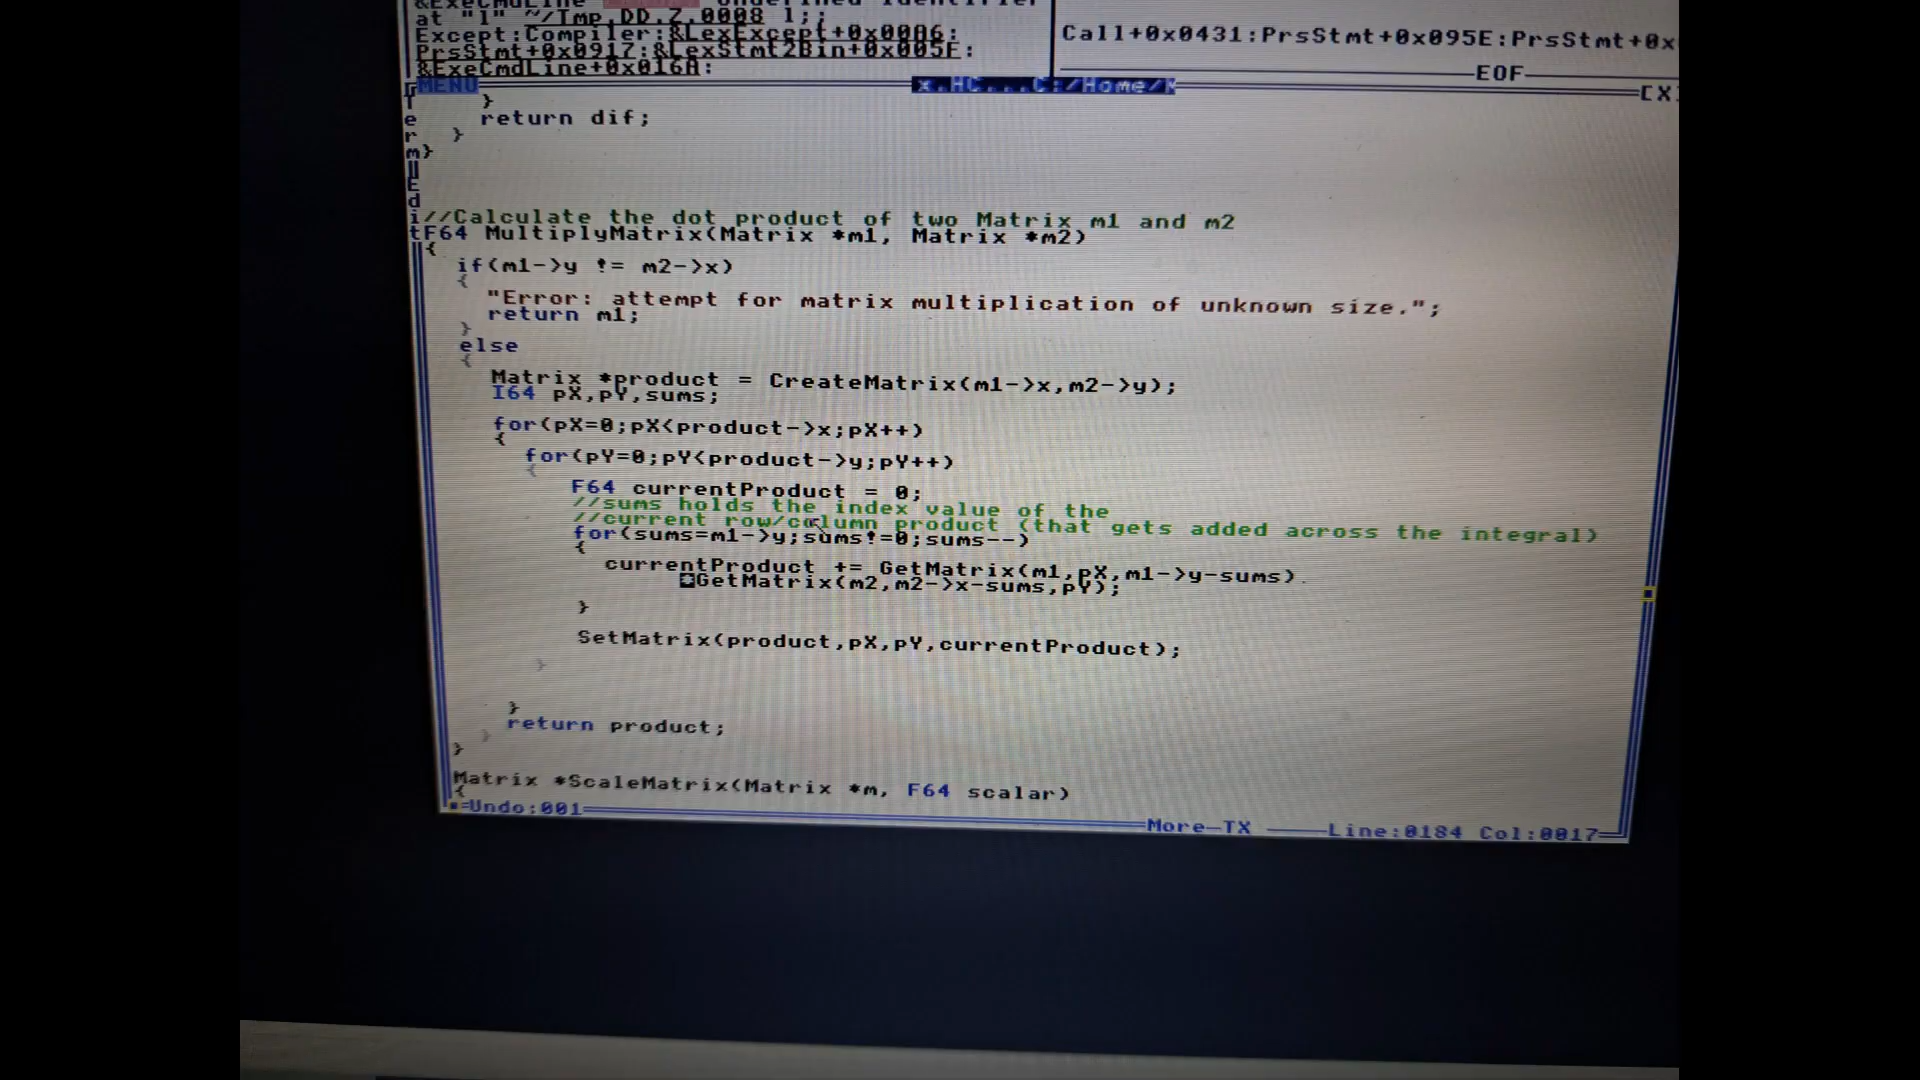 at "l" ~/Tmp.DD.Z,0008 l;;
Except:Compiler:&LexExcept+0x00A6:
PrsStmt+0x0917:&LexStmt2Bin+0x005F:
&ExeCmdLine+0x016A:
Call+0x0431:PrsStmt+0x095E:PrsStmt+0x
EOF
MENU
x.HC...C:/Home/
[X]
Term
Edit
}
return dif;
}
}
//Calculate the dot product of two Matrix m1 and m2
F64 MultiplyMatrix(Matrix *m1, Matrix *m2)
{
if(m1->y != m2->x)
{
"Error: attempt for matrix multiplication of unknown size.";
return m1;
}
else
{
Matrix *product = CreateMatrix(m1->x,m2->y);
I64 pX,pY,sums;
for(pX=0;pX<product->x;pX++)
{
for(pY=0;pY<product->y;pY++)
{
F64 currentProduct = 0;
//sums holds the index value of the
//current row/column product (that gets added across the integral)
for(sums=m1->y;sums!=0;sums--)
{
currentProduct += GetMatrix(m1,pX,m1->y-sums)
*GetMatrix(m2,m2->x-sums,pY);
}
SetMatrix(product,pX,pY,currentProduct);
}
}
return product;
}
}
Matrix *ScaleMatrix(Matrix *m, F64 scalar)
{
=Undo:001
More-TX
Line:0184 Col:0017